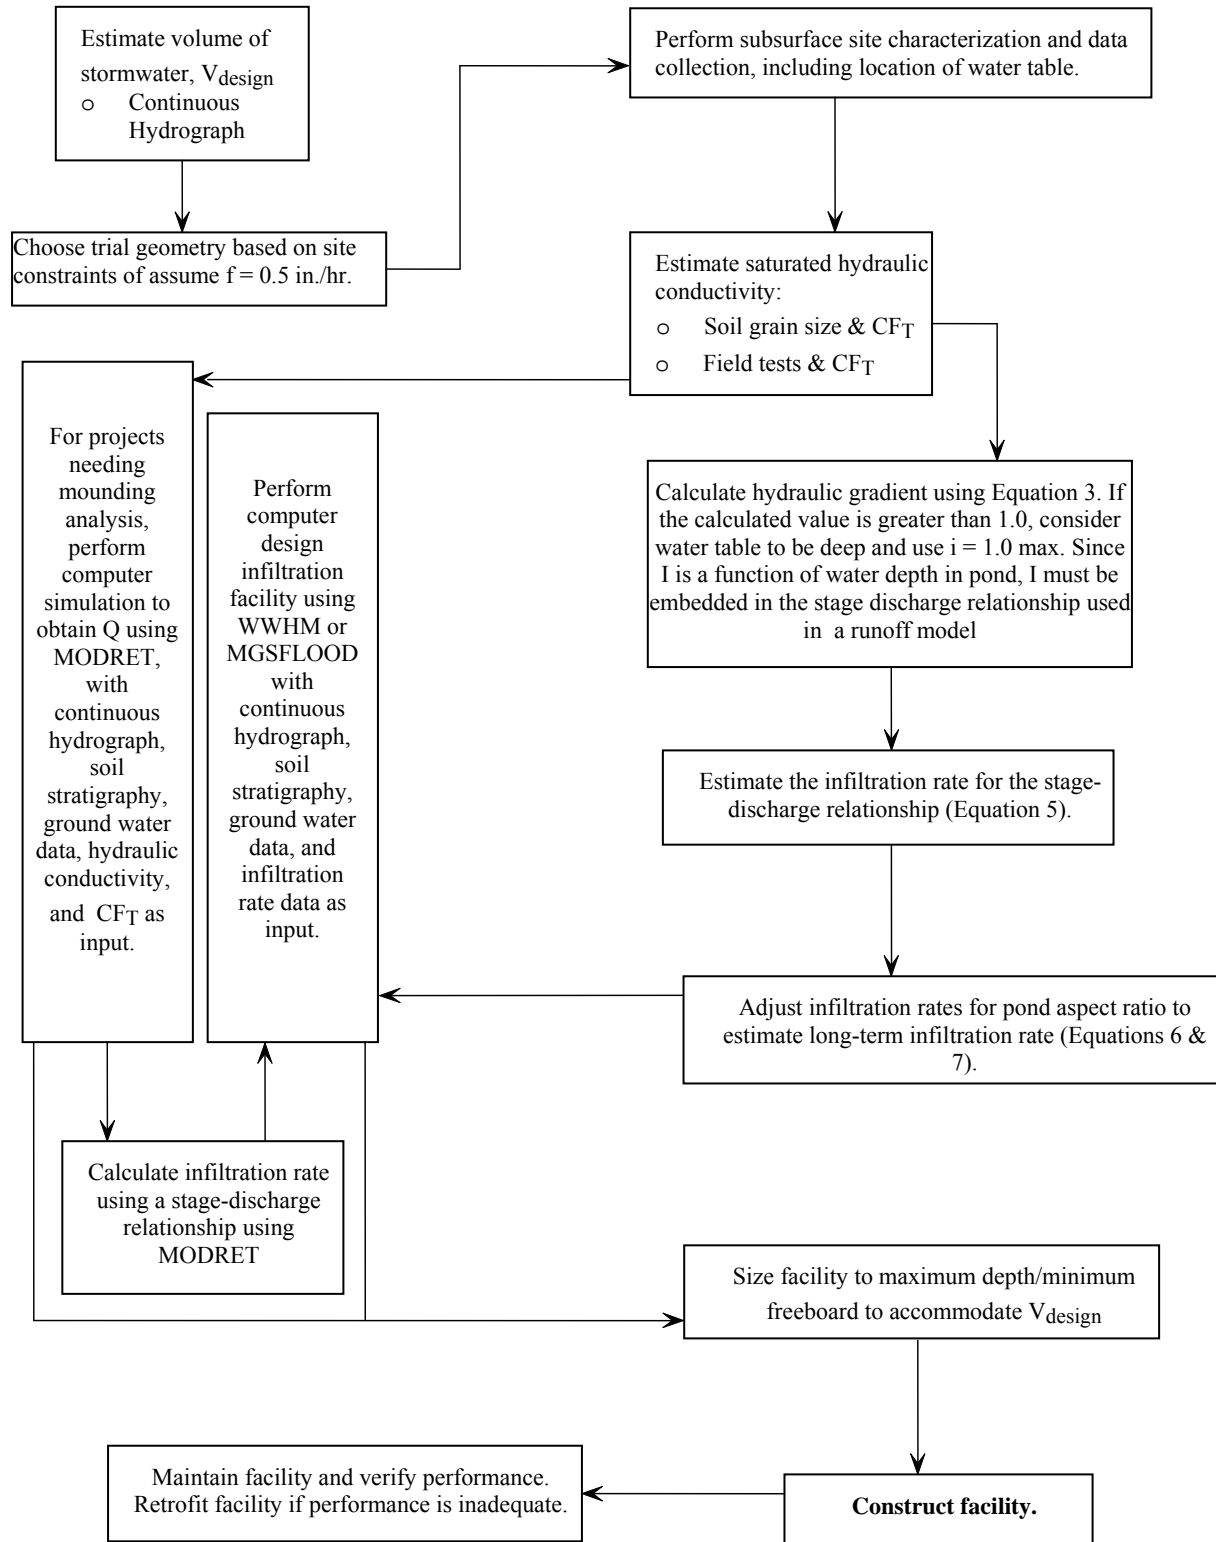 Estimate volume of
stormwater, Vdesign
o Continuous
Hydrograph
Perform subsurface site characterization and data
collection, including location of water table.
Choose trial geometry based on site
constraints of assume f = 0.5 in./hr.
Estimate saturated hydraulic
conductivity:
o Soil grain size & CFT
o Field tests & CFT
For projects
needing
mounding
analysis,
perform
computer
simulation to
obtain Q using
MODRET,
with
continuous
hydrograph,
soil
stratigraphy,
ground water
data, hydraulic
conductivity,
and CFT as
input.
Perform
computer
design
infiltration
facility using
WWHM or
MGSFLOOD
with
continuous
hydrograph,
soil
stratigraphy,
ground water
data, and
infiltration
rate data as
input.
Calculate hydraulic gradient using Equation 3. If
the calculated value is greater than 1.0, consider
water table to be deep and use i = 1.0 max. Since
I is a function of water depth in pond, I must be
embedded in the stage discharge relationship used
in a runoff model
Estimate the infiltration rate for the stage-
discharge relationship (Equation 5).
Adjust infiltration rates for pond aspect ratio to
estimate long-term infiltration rate (Equations 6 &
7).
Calculate infiltration rate
using a stage-discharge
relationship using
MODRET
Size facility to maximum depth/minimum
freeboard to accommodate Vdesign
Maintain facility and verify performance.
Retrofit facility if performance is inadequate.
Construct facility.